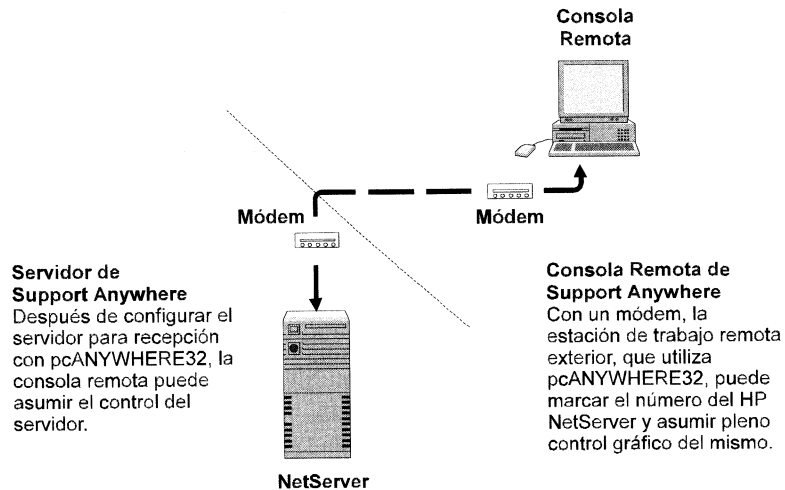 Consola
Remota
Módem
Módem
Servidor de
Support Anywhere
Después de configurar el
servidor para recepción
con pcANYWHERE32, la
consola remota puede
asumir el control del
servidor.
Consola Remota de
Support Anywhere
Con un módem, la
estación de trabajo remota
exterior, que utiliza
pcANYWHERE32, puede
marcar el número del HP
NetServer y asumir pleno
control gráfico del mismo.
NetServer